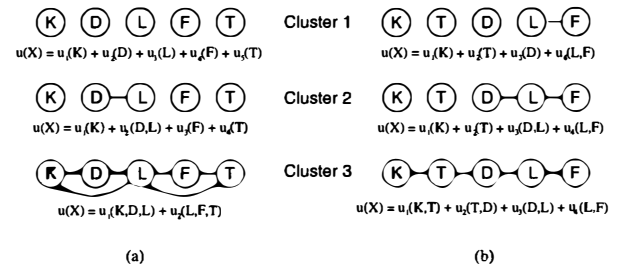 K D L F T Cluster 1 K T D L F
u(X) = u₁(K) + u₂(D) + u₃(L) + u₄(F) + u₅(T) u(X) = u₁(K) + u₂(T) + u₃(D) + u₄(L,F)
K D L F T Cluster 2 K T D L F
u(X) = u₁(K) + u₂(D,L) + u₃(F) + u₄(T) u(X) = u₁(K) + u₂(T) + u₃(D,L) + u₄(L,F)
K D L F T Cluster 3 K T D L F
u(X) = u₁(K,D,L) + u₂(L,F,T) u(X) = u₁(K,T) + u₂(T,D) + u₃(D,L) + u₄(L,F)
(a) (b)